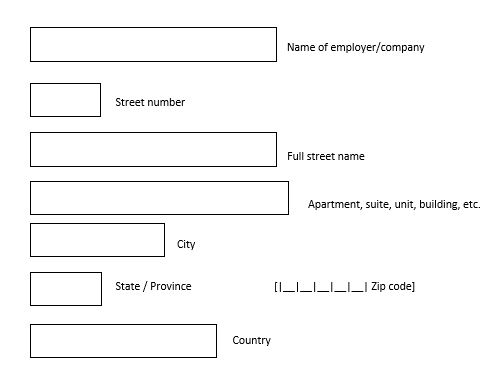 Name of employer/company
Street number
Full street name
Apartment, suite, unit, building, etc.
City
State / Province [|__|__|__|__|__| Zip code]
Country